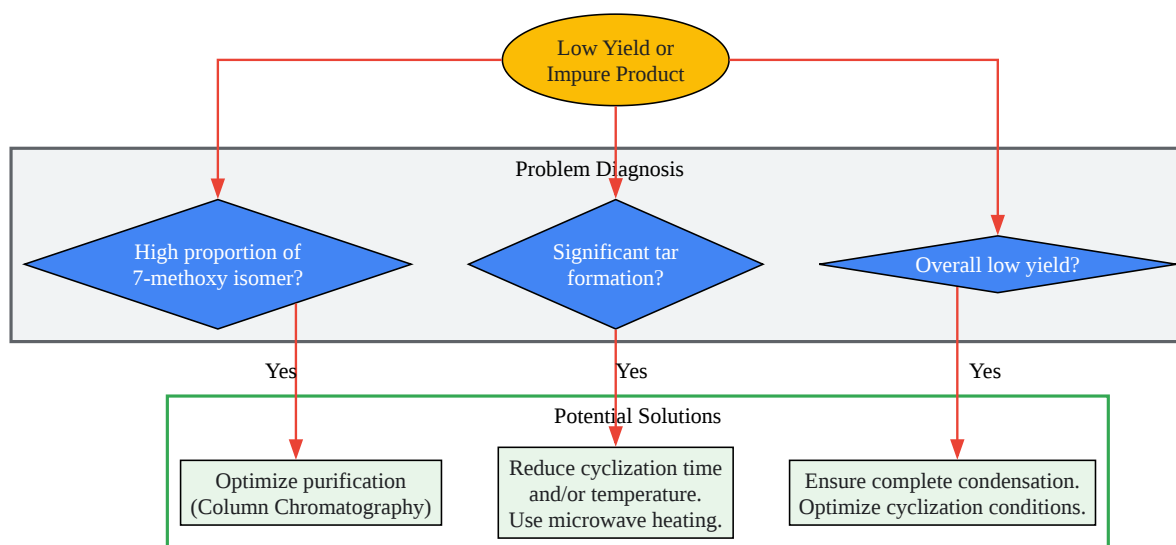 Low Yield or
Impure Product
Problem Diagnosis
High proportion of
7-methoxy isomer?
Significant tar
formation?
Overall low yield?
Yes
Yes
Yes
Potential Solutions
Optimize purification
(Column Chromatography)
Reduce cyclization time
and/or temperature.
Use microwave heating.
Ensure complete condensation.
Optimize cyclization conditions.